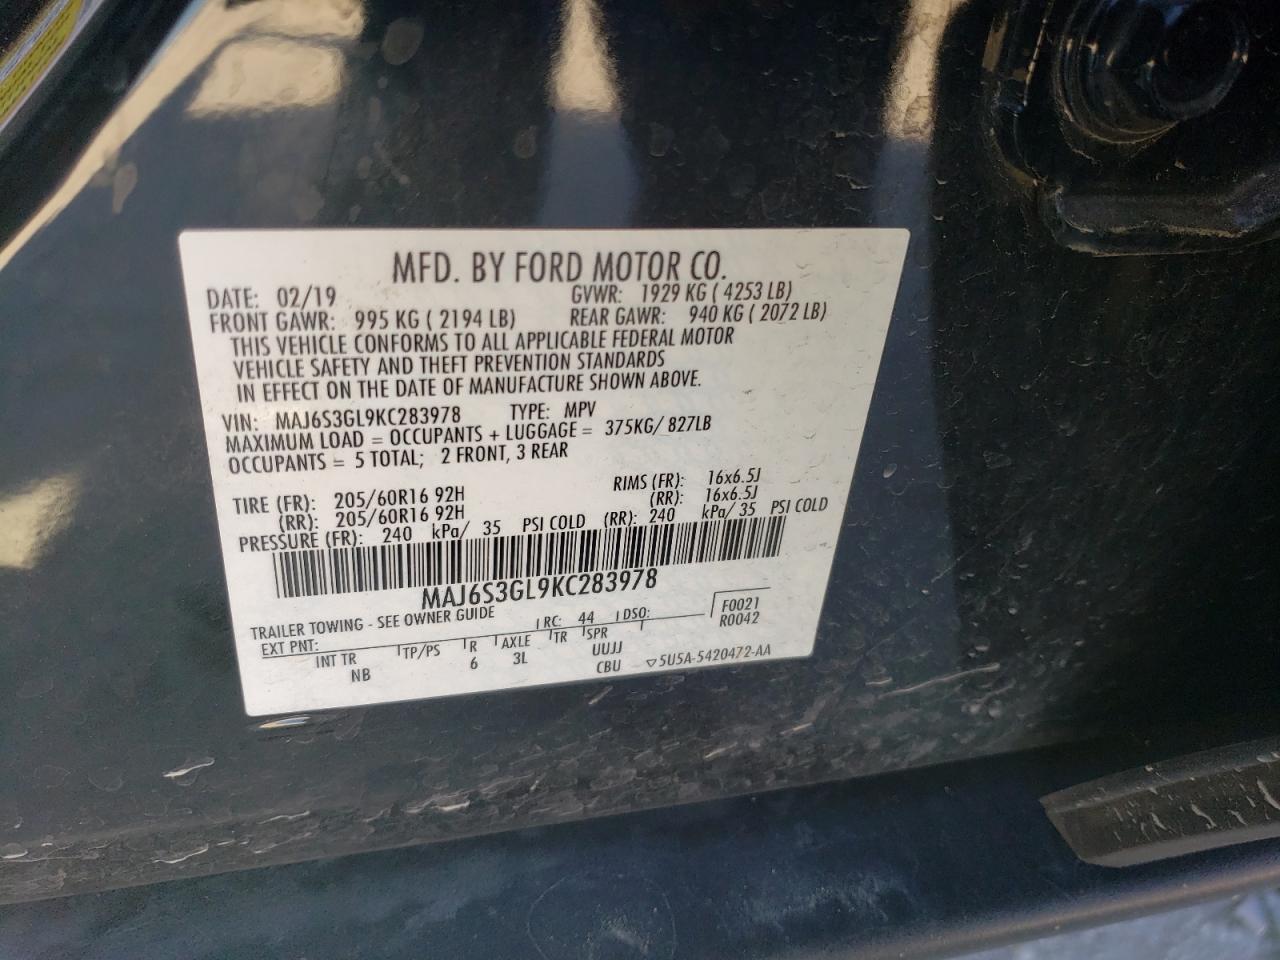 MFD. BY FORD MOTOR CO.
DATE: 02/19 GVWR: 1929 KG ( 4253 LB)
FRONT GAWR: 995 KG ( 2194 LB) REAR GAWR: 940 KG ( 2072 LB)
THIS VEHICLE CONFORMS TO ALL APPLICABLE FEDERAL MOTOR
VEHICLE SAFETY AND THEFT PREVENTION STANDARDS
IN EFFECT ON THE DATE OF MANUFACTURE SHOWN ABOVE.
VIN: MAJ6S3GL9KC283978 TYPE: MPV
MAXIMUM LOAD = OCCUPANTS + LUGGAGE = 375KG/ 827LB
OCCUPANTS = 5 TOTAL; 2 FRONT, 3 REAR
TIRE (FR): 205/60R16 92H RIMS (FR): 16x6.5J
(RR): 205/60R16 92H (RR): 16x6.5J
PRESSURE (FR): 240 kPa/ 35 PSI COLD (RR): 240 kPa/ 35 PSI COLD
MAJ6S3GL9KC283978
TRAILER TOWING - SEE OWNER GUIDE
EXT PNT: RC: 44 DSO: F0021
R0042
INT TR TP/PS R AXLE TR SPR
NB 6 3L UUJJ
CBU ▽5U5A-5420472-AA